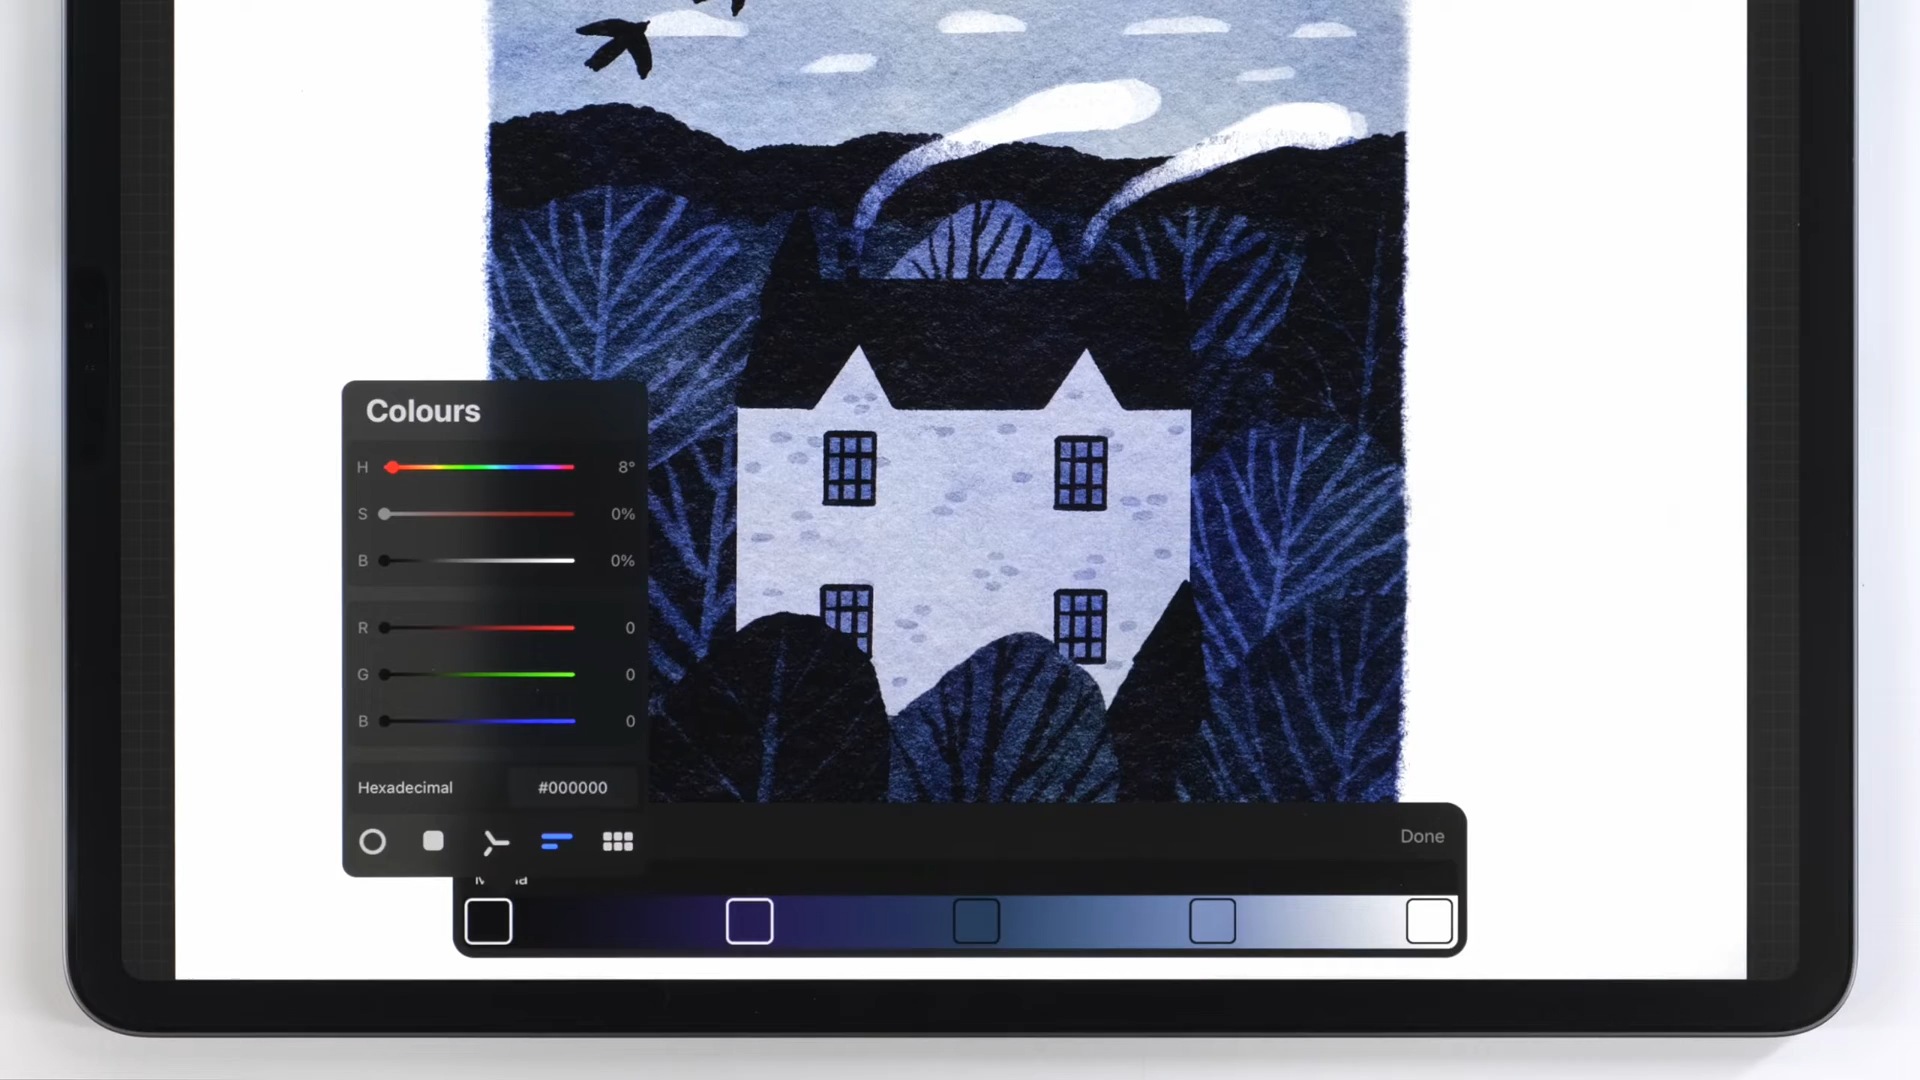 Colours
H 8°
S 0%
B 0%
R 0
G 0
B 0
Hexadecimal #000000
Done